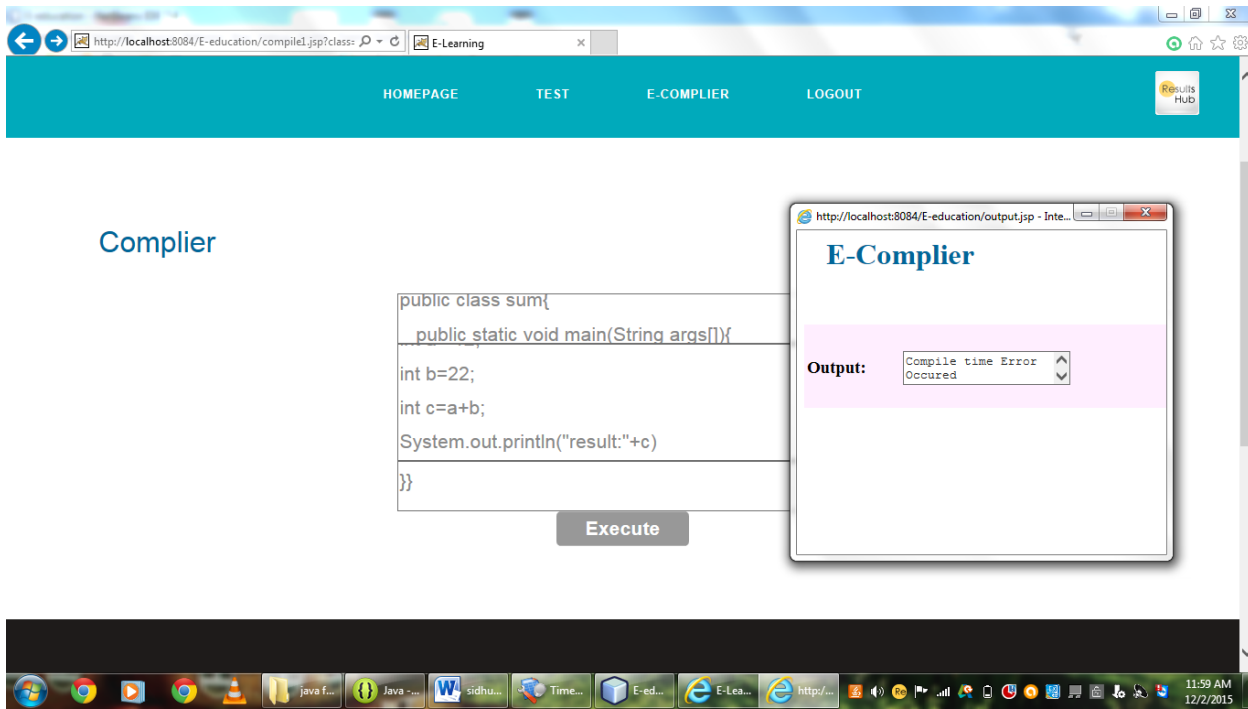 http://localhost:8084/E-education/compile1.jsp?class=
E-Learning
HOMEPAGE TEST E-COMPLIER LOGOUT
Results
Hub
Complier
public class sum{
public static void main(String args[]){
int b=22;
int c=a+b;
System.out.println("result:"+c)
}}
Execute
http://localhost:8084/E-education/output.jsp - Inte...
E-Complier
Output:
Compile time Error
Occured
java f... Java -... sidhu... Time... E-ed... E-Lea... http:/...
11:59 AM
12/2/2015